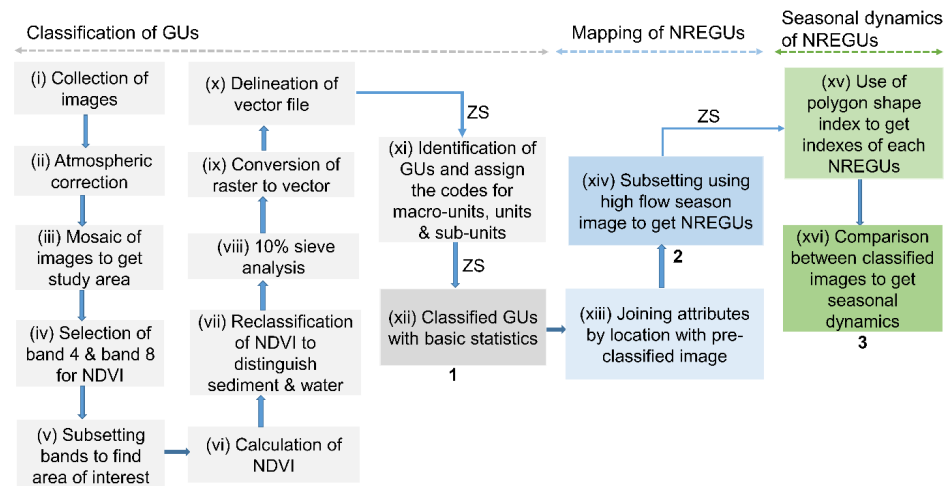 Classification of GUs
Mapping of NREGUs
Seasonal dynamics
of NREGUs
(i) Collection of
images
(ii) Atmospheric
correction
(iii) Mosaic of
images to get
study area
(iv) Selection of
band 4 & band 8
for NDVI
(v) Subsetting
bands to find
area of interest
(vi) Calculation of
NDVI
(vii) Reclassification
of NDVI to
distinguish
sediment & water
(viii) 10% sieve
analysis
(ix) Conversion of
raster to vector
(x) Delineation of
vector file
ZS
(xi) Identification of
GUs and assign
the codes for
macro-units, units
& sub-units
ZS
(xii) Classified GUs
with basic statistics
1
(xiii) Joining attributes
by location with pre-
classified image
(xiv) Subsetting using
high flow season
image to get NREGUs
2
ZS
(xv) Use of
polygon shape
index to get
indexes of each
NREGUs
(xvi) Comparison
between classified
images to get
seasonal
dynamics
3